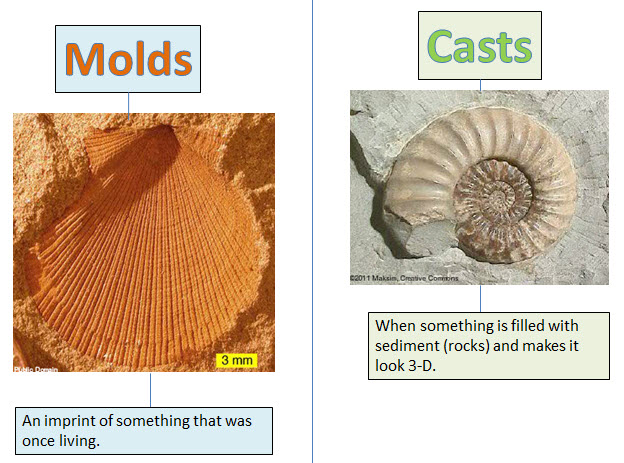 Molds
3 mm
Public Domain
An imprint of something that was
once living.
Casts
©2011 Maksim, Creative Commons
When something is filled with
sediment (rocks) and makes it
look 3-D.